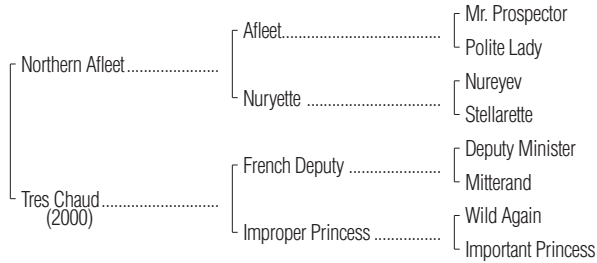 Mr. Prospector
Afleet
Polite Lady
Northern Afleet
Nureyev
Nuryette
Stellarette
Deputy Minister
French Deputy
Mitterand
Tres Chaud
(2000)
Wild Again
Improper Princess
Important Princess